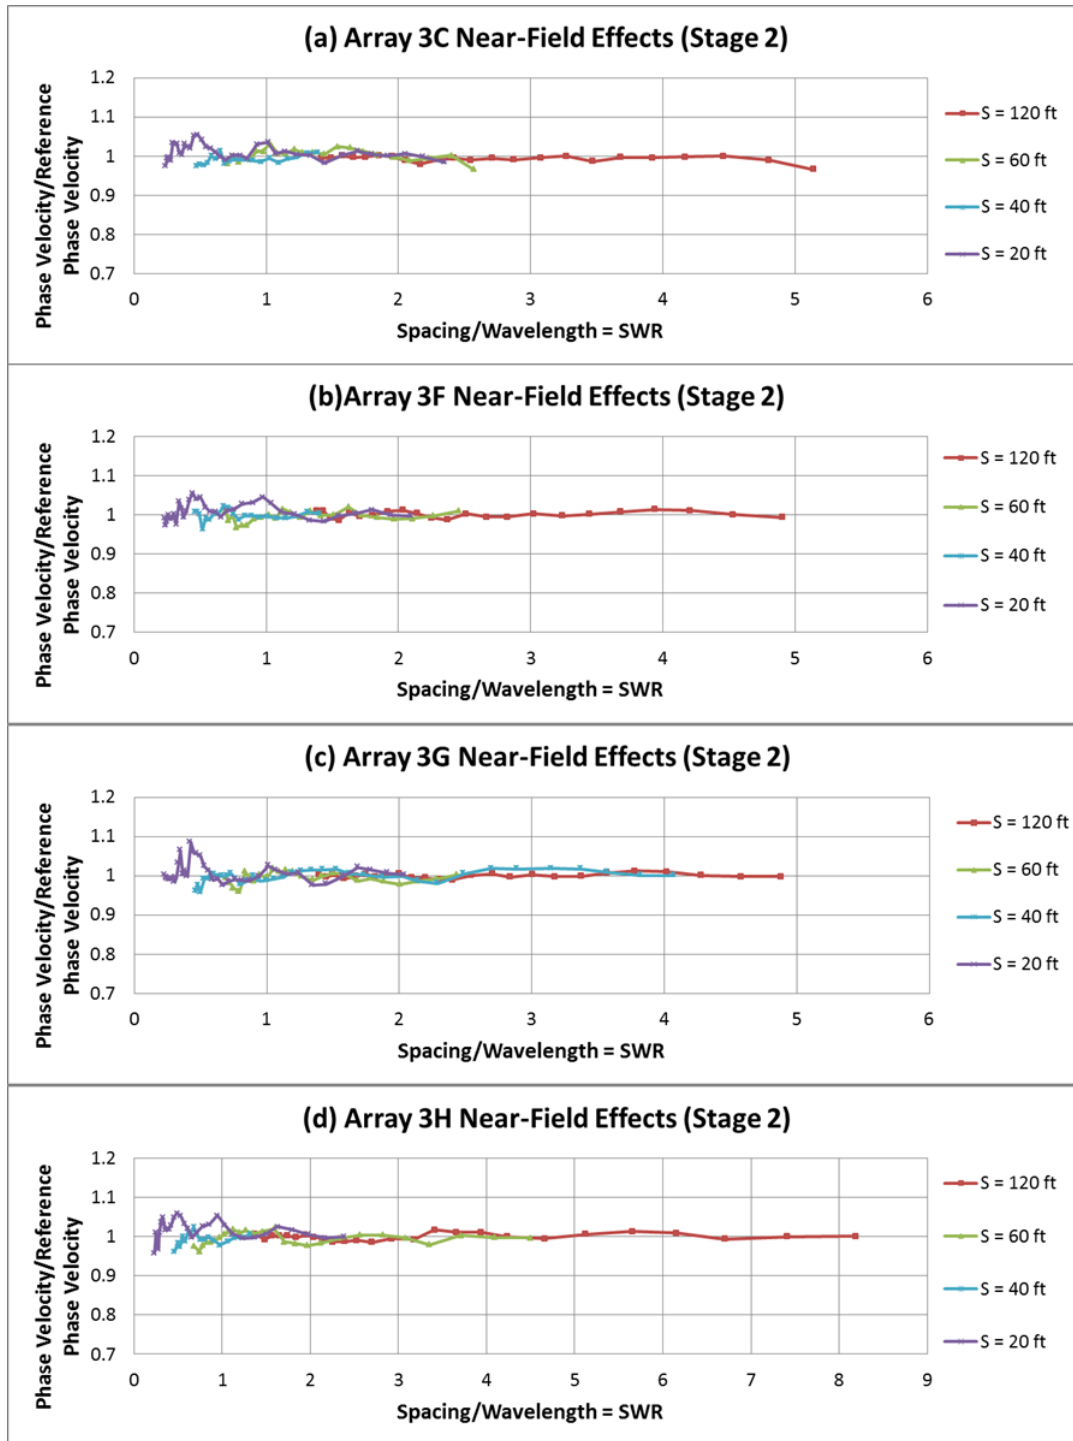 (a) Array 3C Near-Field Effects (Stage 2)
Phase Velocity/Reference
Phase Velocity
1.2
1.1
1
0.9
0.8
0.7
0 1 2 3 4 5 6
Spacing/Wavelength = SWR
S = 120 ft
S = 60 ft
S = 40 ft
S = 20 ft
(b)Array 3F Near-Field Effects (Stage 2)
Phase Velocity/Reference
Phase Velocity
1.2
1.1
1
0.9
0.8
0.7
0 1 2 3 4 5 6
Spacing/Wavelength = SWR
S = 120 ft
S = 60 ft
S = 40 ft
S = 20 ft
(c) Array 3G Near-Field Effects (Stage 2)
Phase Velocity/Reference
Phase Velocity
1.2
1.1
1
0.9
0.8
0.7
0 1 2 3 4 5 6
Spacing/Wavelength = SWR
S = 120 ft
S = 60 ft
S = 40 ft
S = 20 ft
(d) Array 3H Near-Field Effects (Stage 2)
Phase Velocity/Reference
Phase Velocity
1.2
1.1
1
0.9
0.8
0.7
0 1 2 3 4 5 6 7 8 9
Spacing/Wavelength = SWR
S = 120 ft
S = 60 ft
S = 40 ft
S = 20 ft